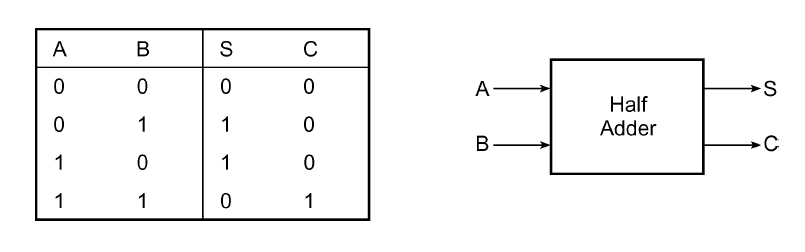 A B S C
0 0 0 0
0 1 1 0
1 0 1 0
1 1 0 1
A
B
Half
Adder
S
C